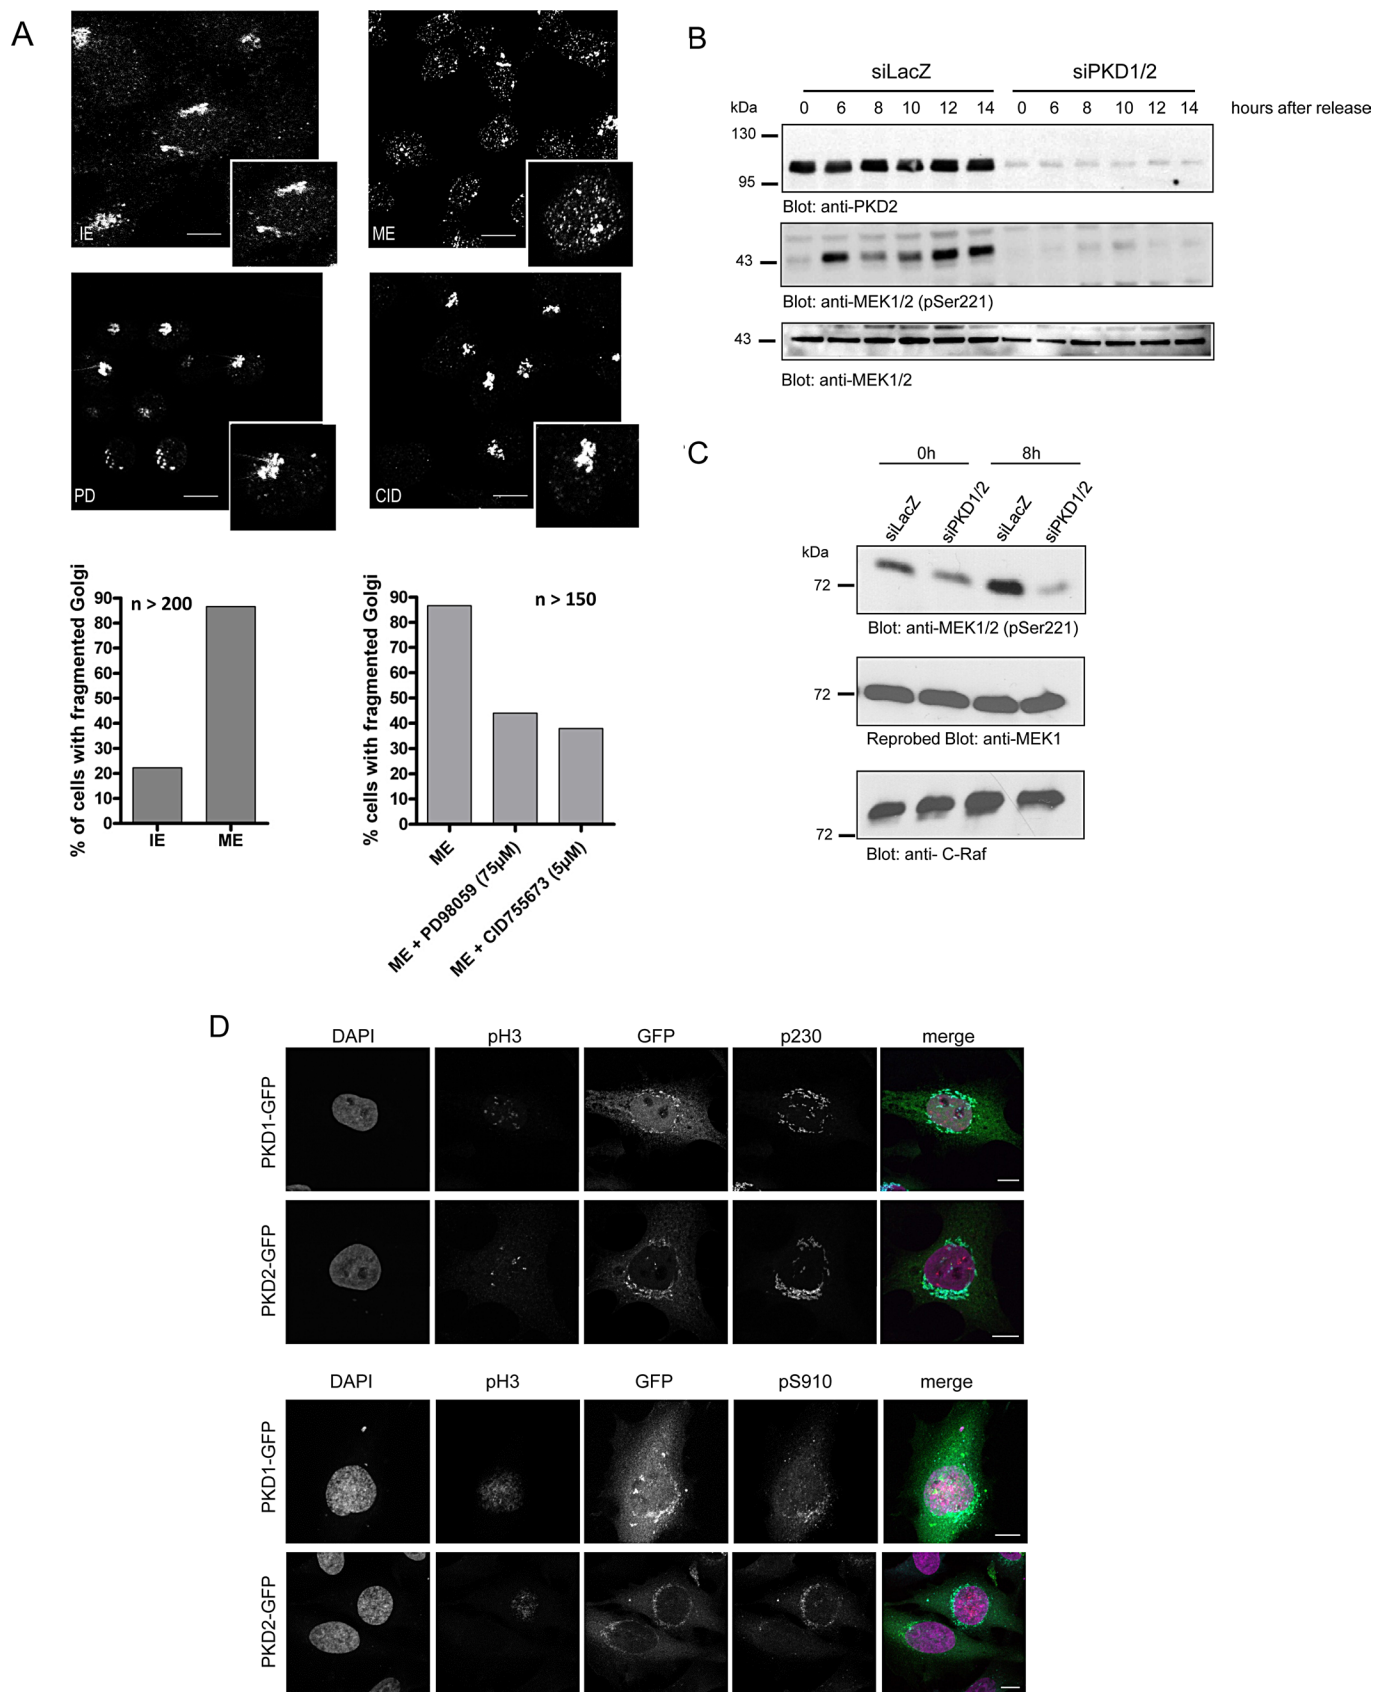 A
IE
ME
PD
CID
% of cells with fragmented Golgi
90
80
70
60
50
40
30
20
10
0
n > 200
IE
ME
% cells with fragmented Golgi
90
80
70
60
50
40
30
20
10
0
n > 150
ME
ME + PD98059 (75µM)
ME + CID755673 (5µM)
B
siLacZ siPKD1/2
kDa 0 6 8 10 12 14 0 6 8 10 12 14 hours after release
130
95
Blot: anti-PKD2
43
Blot: anti-MEK1/2 (pSer221)
43
Blot: anti-MEK1/2
C
0h 8h
siLacZ siPKD1/2 siLacZ siPKD1/2
kDa
72
Blot: anti-MEK1/2 (pSer221)
72
Reprobed Blot: anti-MEK1
72
Blot: anti- C-Raf
D
DAPI pH3 GFP p230 merge
PKD1-GFP
PKD2-GFP
DAPI pH3 GFP pS910 merge
PKD1-GFP
PKD2-GFP